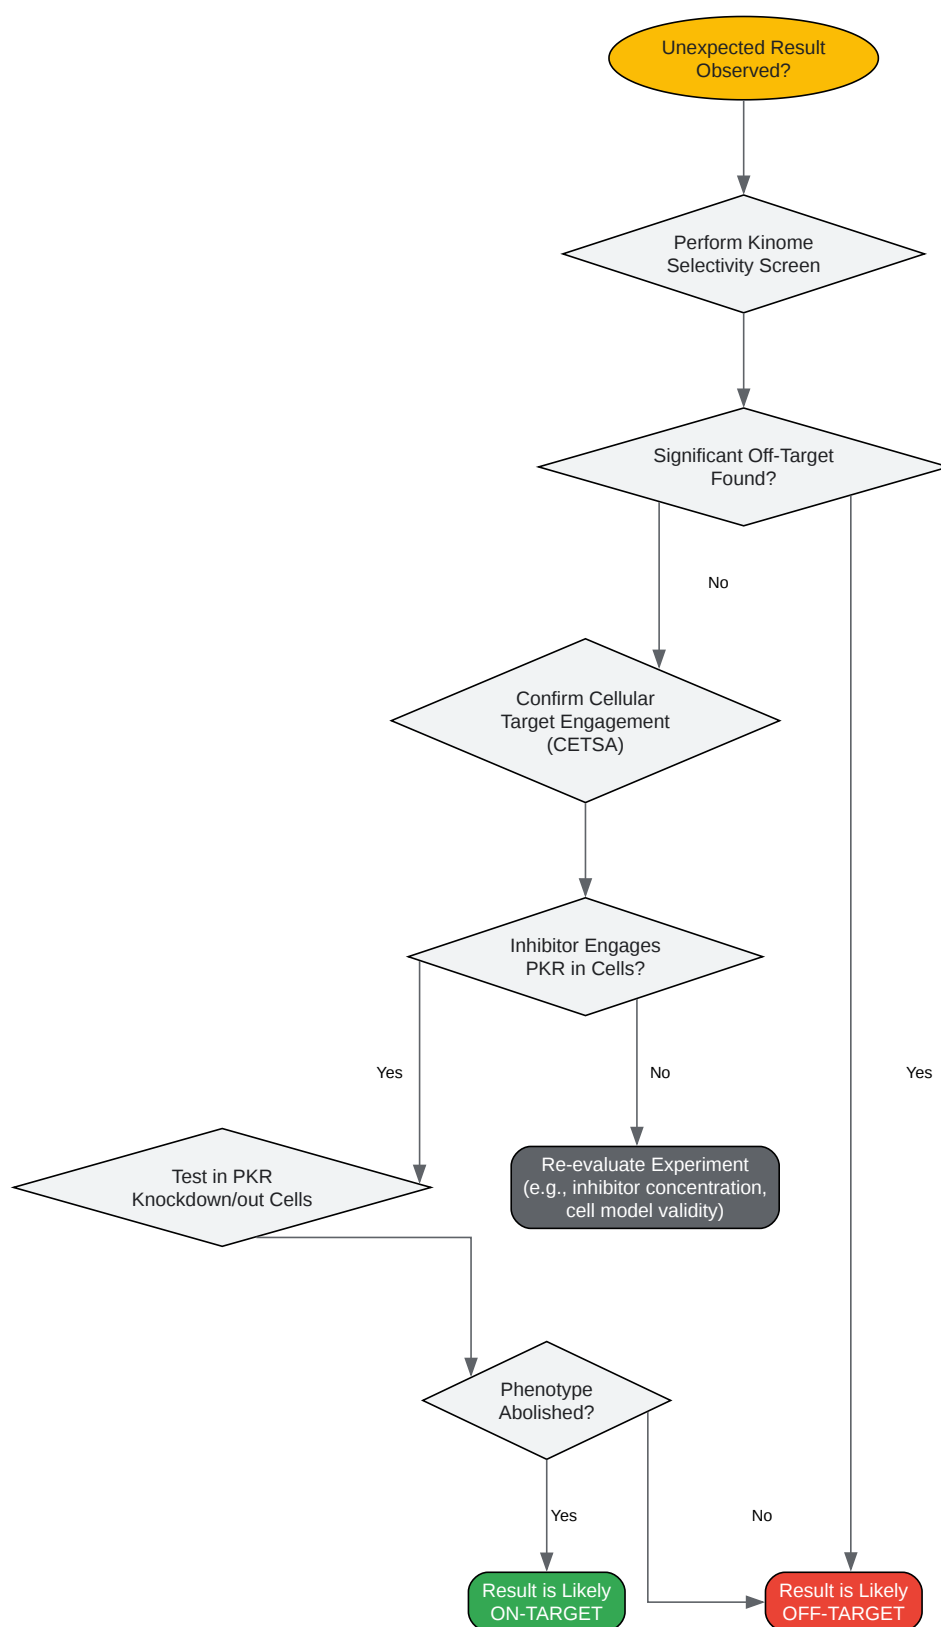 Unexpected Result
Observed?
Perform Kinome
Selectivity Screen
Significant Off-Target
Found?
No
Confirm Cellular
Target Engagement
(CETSA)
Inhibitor Engages
PKR in Cells?
Yes
No
Yes
Test in PKR
Knockdown/out Cells
Re-evaluate Experiment
(e.g., inhibitor concentration,
cell model validity)
Phenotype
Abolished?
Yes
No
Result is Likely
ON-TARGET
Result is Likely
OFF-TARGET